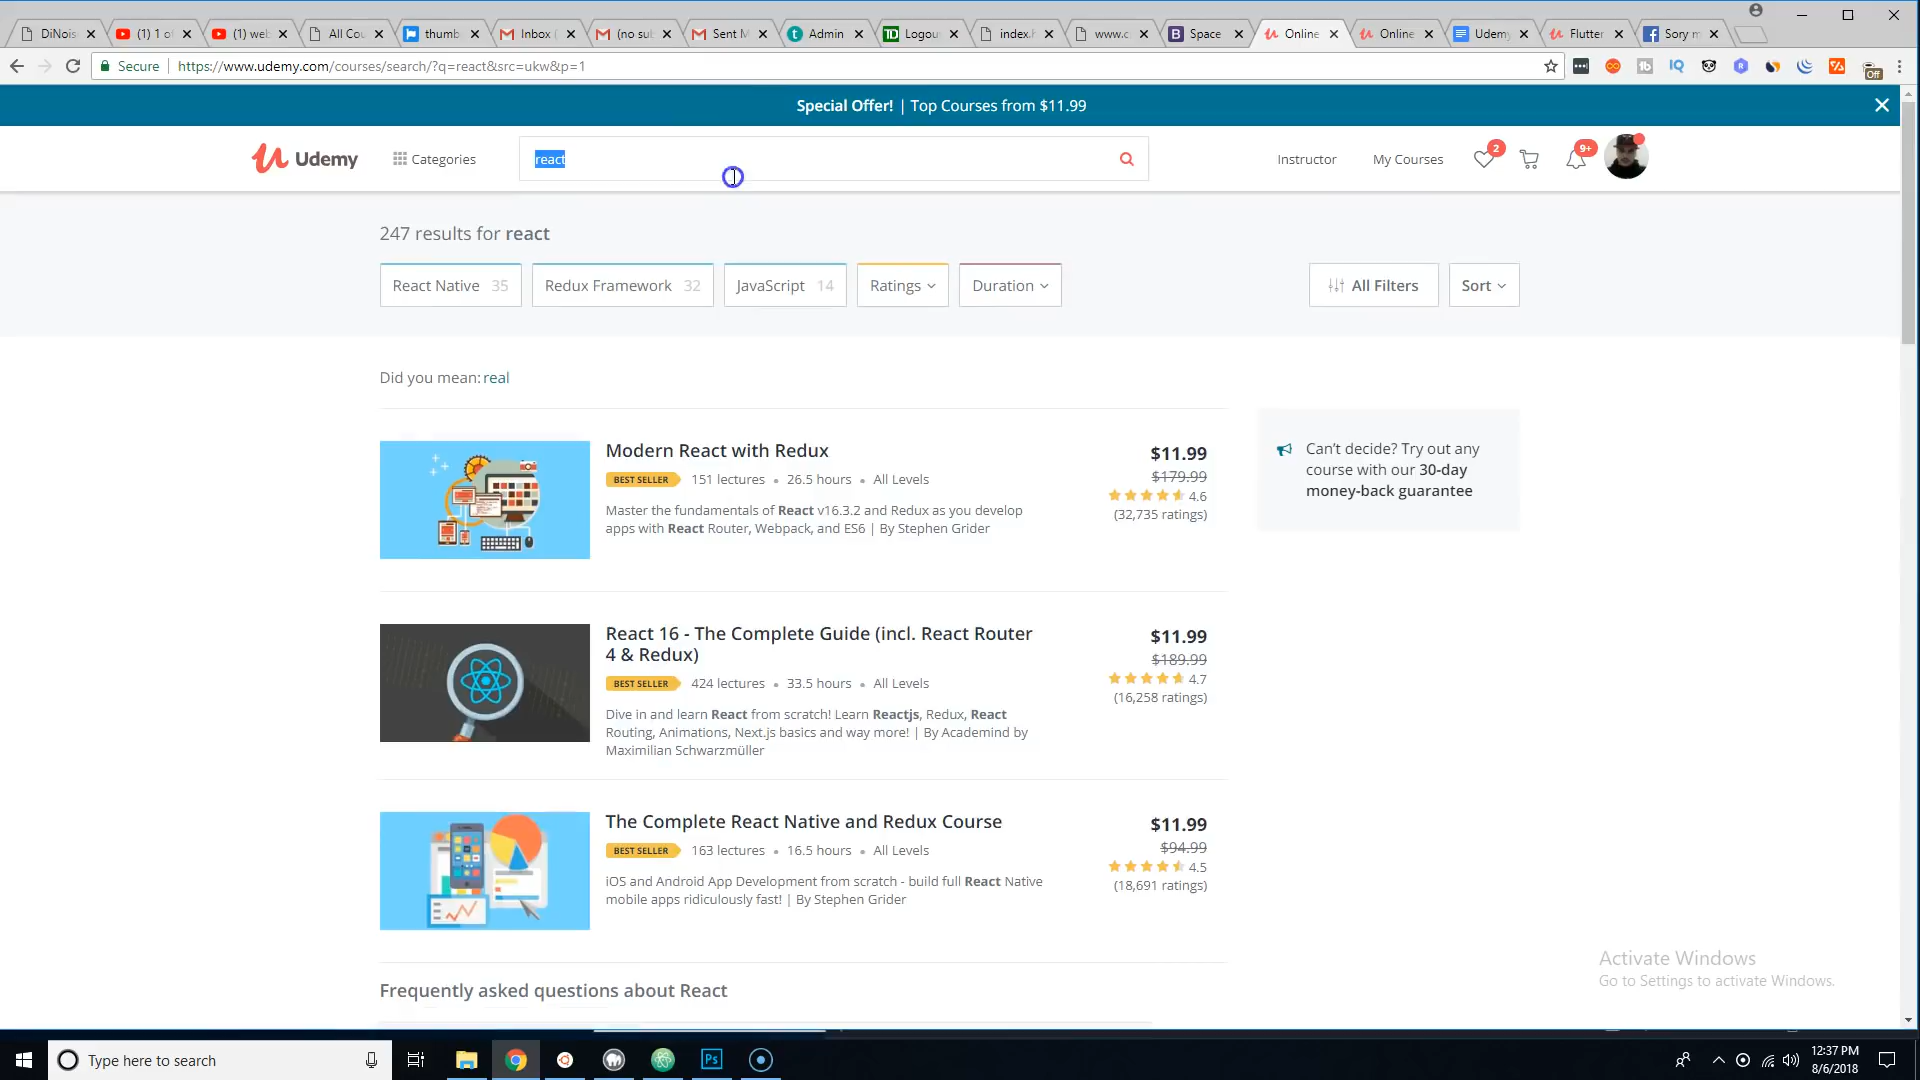 DiNois
(1) 1 o
(1) web
All Cou
thumb
Inbox (
(no sub
Sent M
Admin
Logou
index.h
www.c
Space
Online
Online
Udemy
Flutter
Sory m
Secure
https://www.udemy.com/courses/search/?q=react&src=ukw&p=1
Off
Special Offer! | Top Courses from $11.99
Udemy
Categories
react
Instructor
My Courses
2
9+
247 results for react
React Native 35
Redux Framework 32
JavaScript 14
Ratings
Duration
All Filters
Sort
Did you mean: real
Modern React with Redux
BEST SELLER 151 lectures • 26.5 hours • All Levels
Master the fundamentals of React v16.3.2 and Redux as you develop
apps with React Router, Webpack, and ES6 | By Stephen Grider
$11.99
$179.99
4.6
(32,735 ratings)
Can't decide? Try out any
course with our 30-day
money-back guarantee
React 16 - The Complete Guide (incl. React Router
4 & Redux)
BEST SELLER 424 lectures • 33.5 hours • All Levels
Dive in and learn React from scratch! Learn Reactjs, Redux, React
Routing, Animations, Next.js basics and way more! | By Academind by
Maximilian Schwarzmüller
$11.99
$189.99
4.7
(16,258 ratings)
The Complete React Native and Redux Course
BEST SELLER 163 lectures • 16.5 hours • All Levels
iOS and Android App Development from scratch - build full React Native
mobile apps ridiculously fast! | By Stephen Grider
$11.99
$94.99
4.5
(18,691 ratings)
Frequently asked questions about React
Activate Windows
Go to Settings to activate Windows.
Type here to search
Ps
12:37 PM
8/6/2018